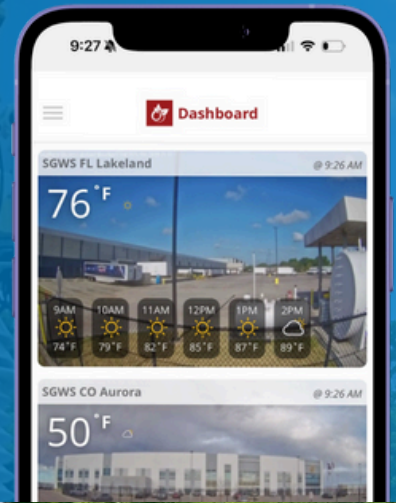 9:27
Dashboard
SGWS FL Lakeland @ 9:26 AM
76°F
9AM 10AM 11AM 12PM 1PM 2PM
74°F 79°F 82°F 85°F 87°F 89°F
SGWS CO Aurora @ 9:26 AM
50°F